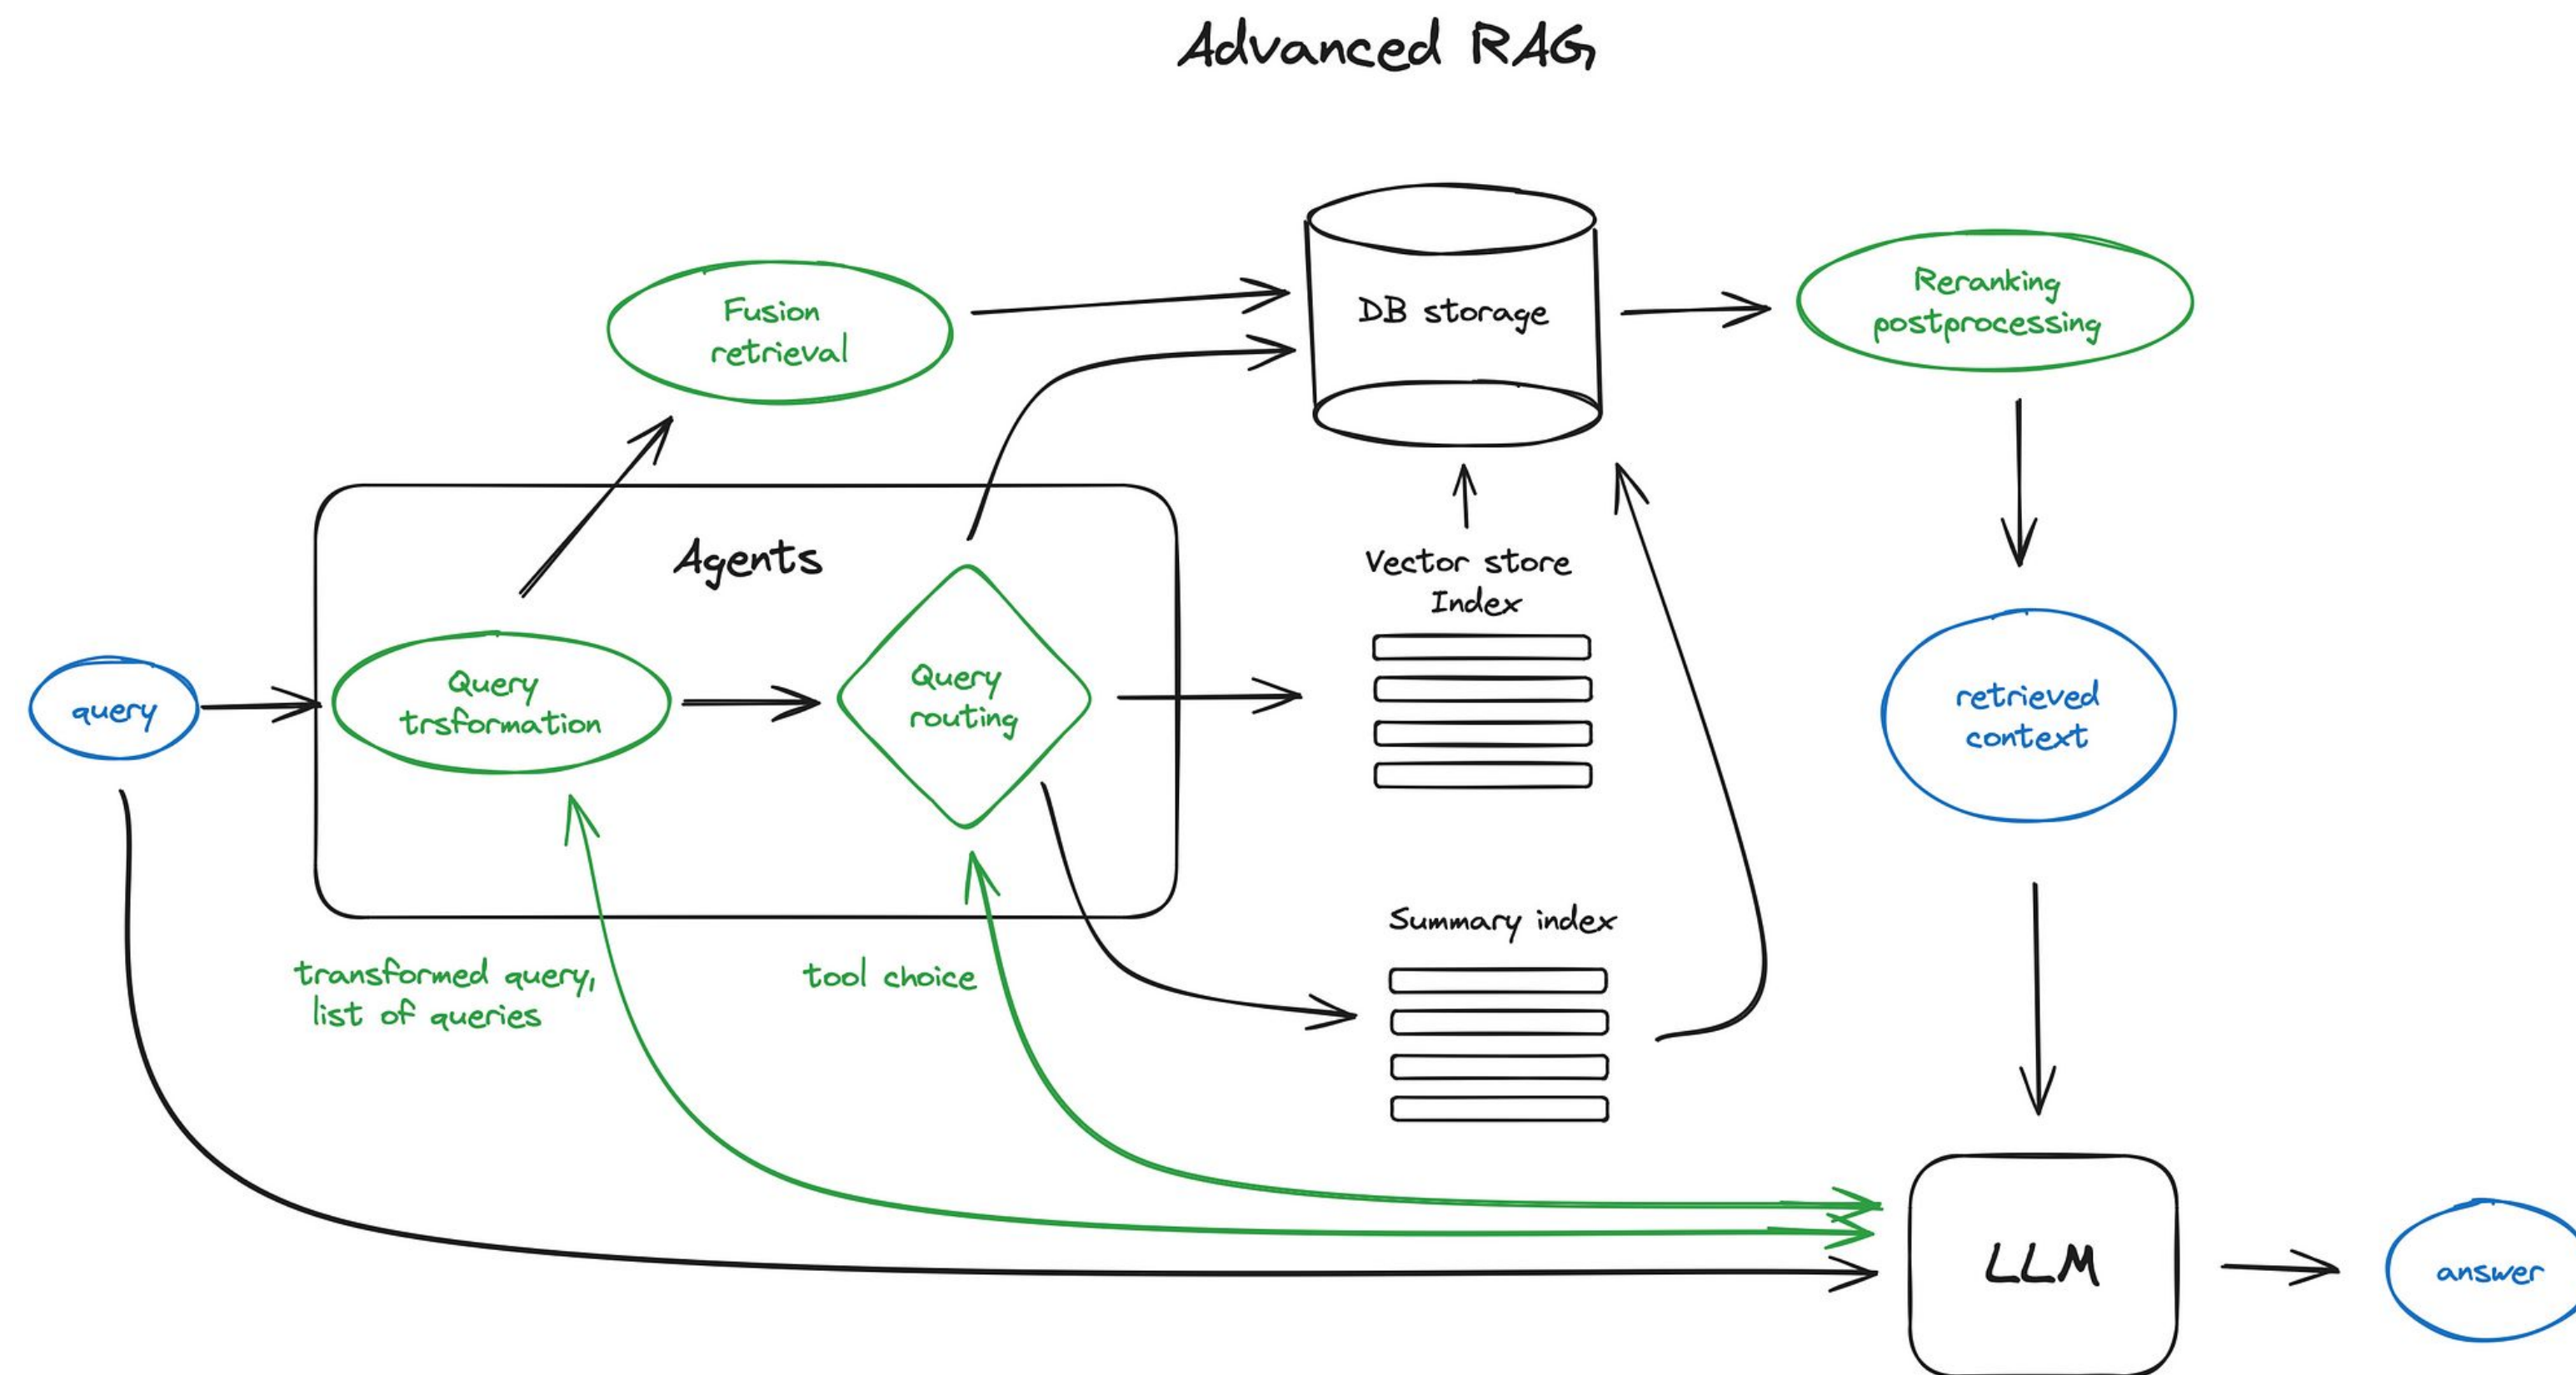 Advanced RAG
Fusion
retrieval
DB storage
Reranking
postprocessing
Agents
Vector store
Index
query
Query
trsformation
Query
routing
retrieved
context
Summary index
transformed query,
list of queries
tool choice
LLM
answer